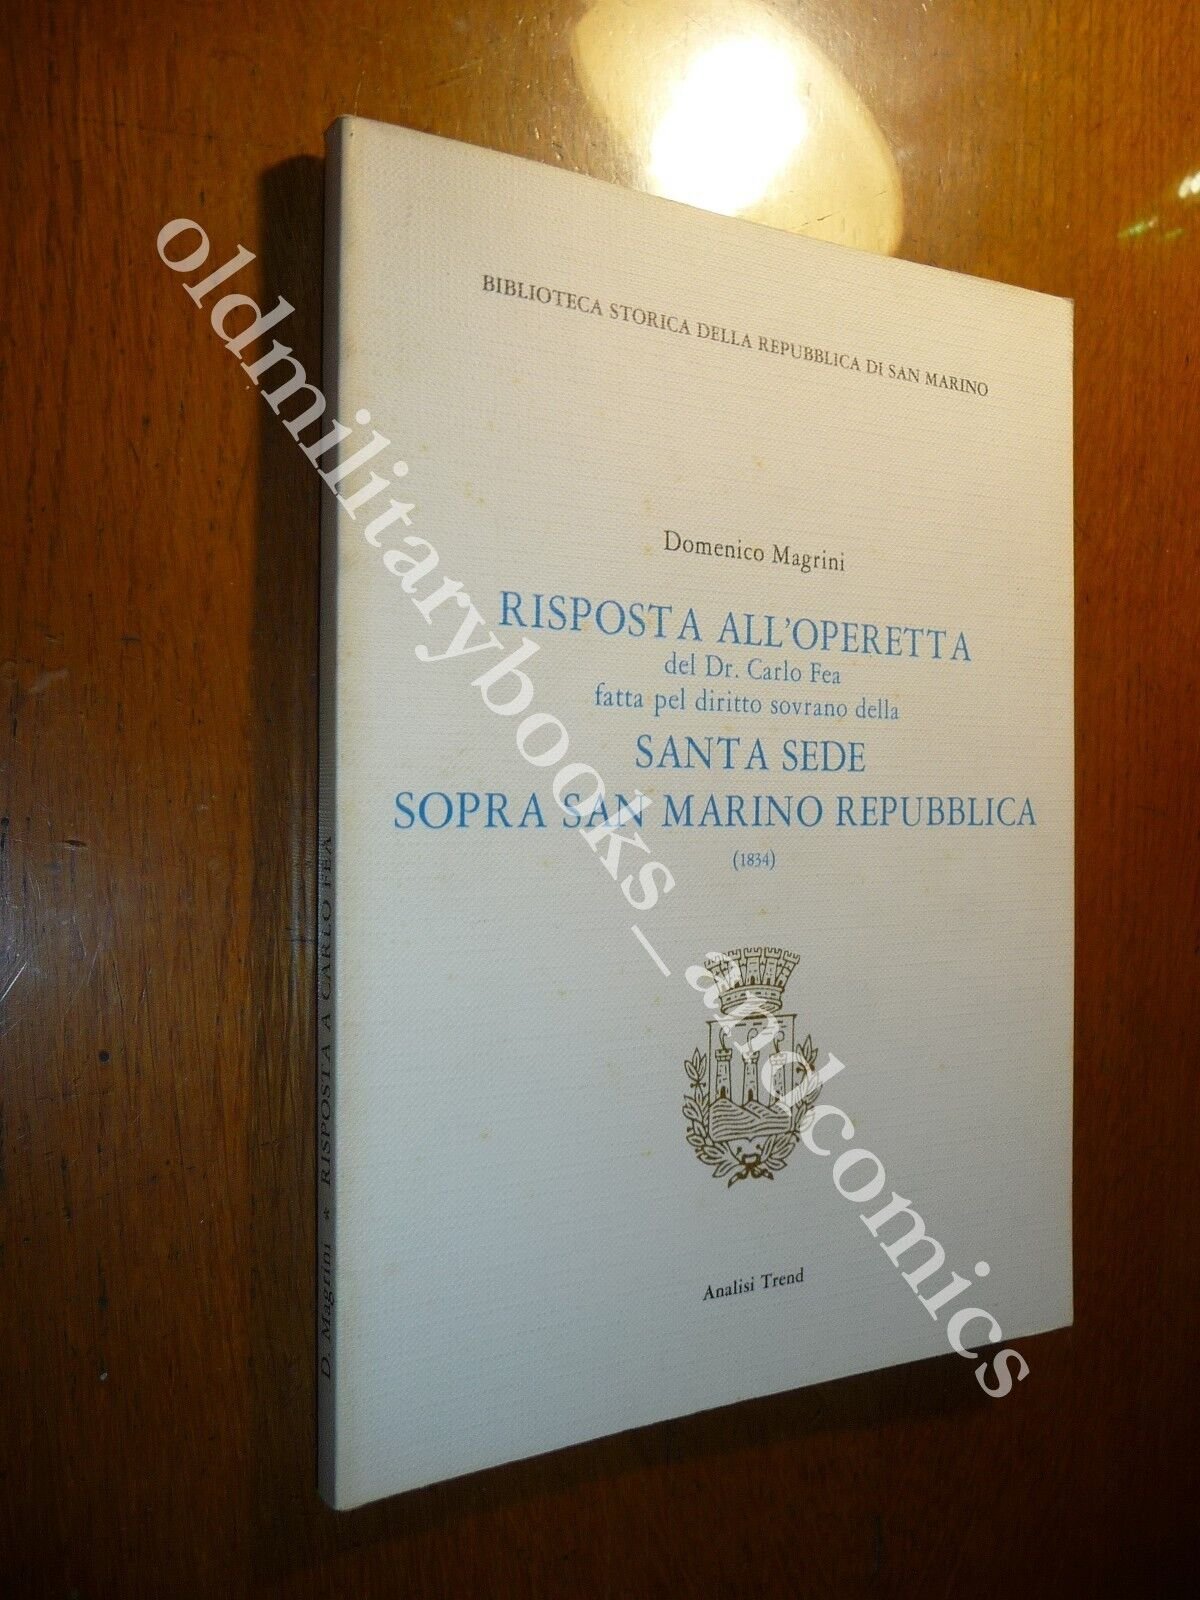 BIBLIOTECA STORICA DELLA REPUBBLICA DI SAN MARINO
Domenico Magrini
RISPOSTA ALL'OPERETTA
del Dr. Carlo Fea
fatta pel diritto sovrano della
SANTA SEDE
SOPRA SAN MARINO REPUBBLICA
(1834)
Analisi Trend
D. Magrini * RISPOSTA A CARLO FEA
oldmilitarybooks_andcomics